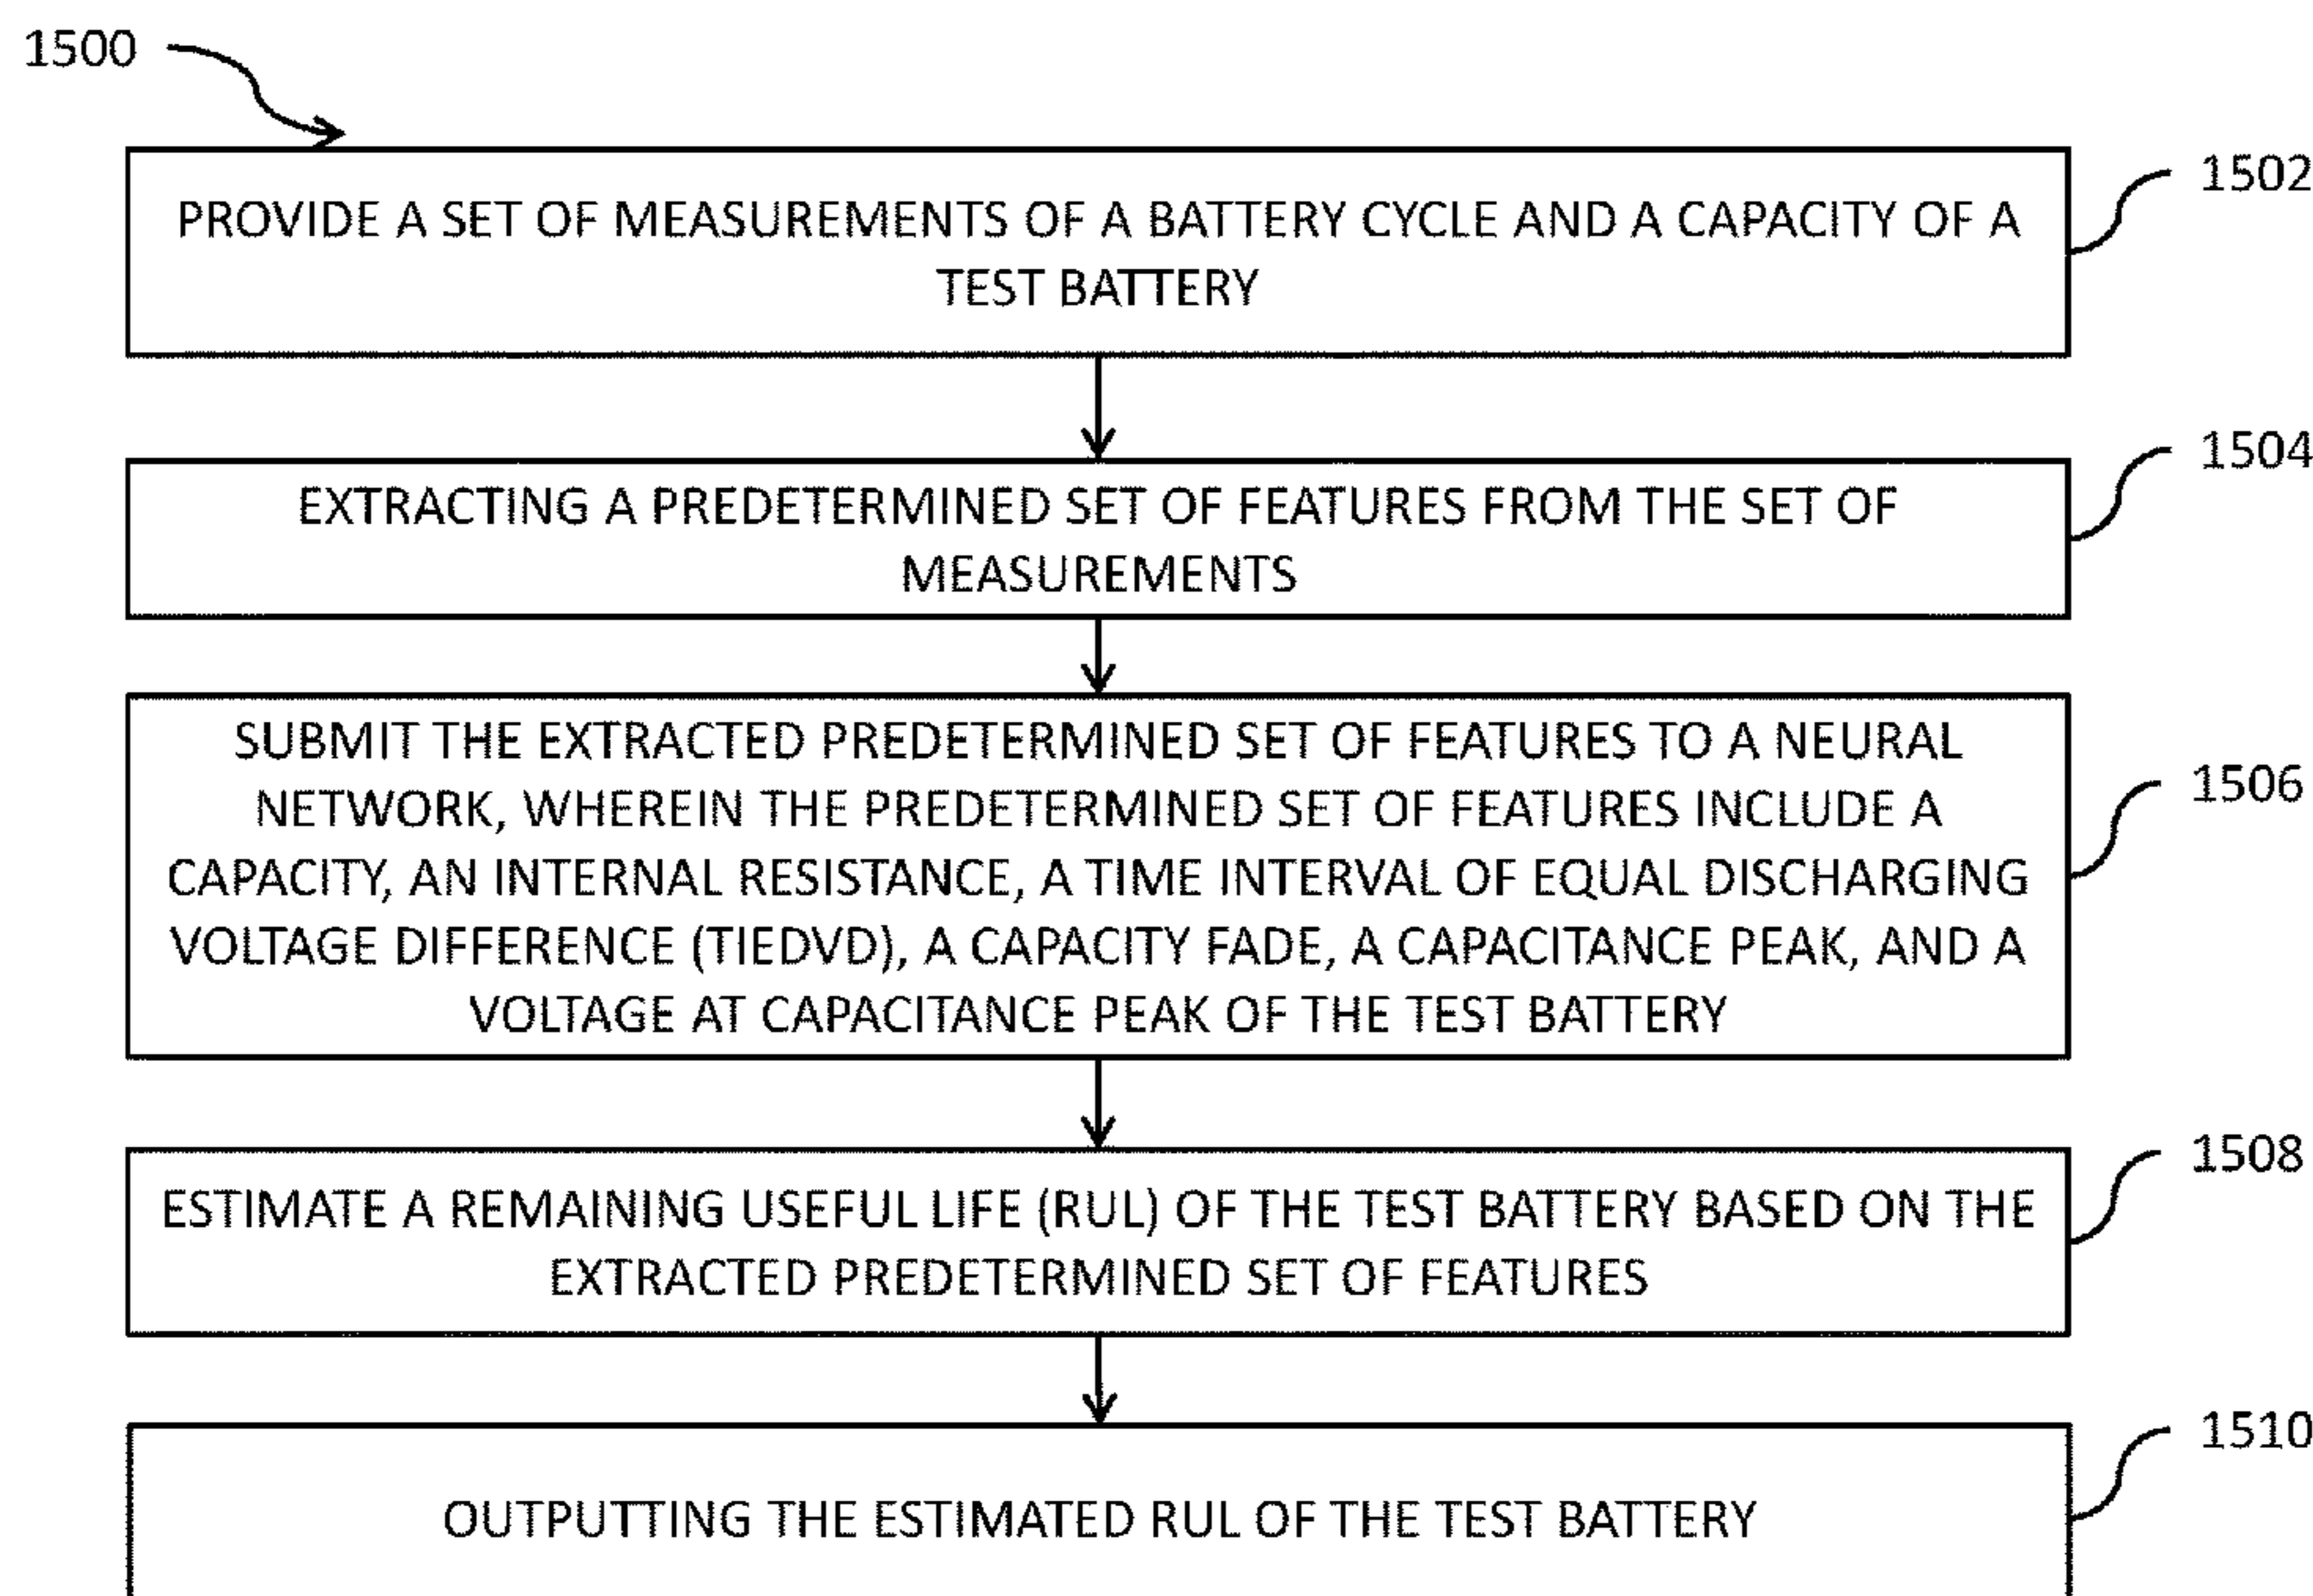 1500
1502
PROVIDE A SET OF MEASUREMENTS OF A BATTERY CYCLE AND A CAPACITY OF A
TEST BATTERY
1504
EXTRACTING A PREDETERMINED SET OF FEATURES FROM THE SET OF
MEASUREMENTS
1506
SUBMIT THE EXTRACTED PREDETERMINED SET OF FEATURES TO A NEURAL
NETWORK, WHEREIN THE PREDETERMINED SET OF FEATURES INCLUDE A
CAPACITY, AN INTERNAL RESISTANCE, A TIME INTERVAL OF EQUAL DISCHARGING
VOLTAGE DIFFERENCE (TIEDVD), A CAPACITY FADE, A CAPACITANCE PEAK, AND A
VOLTAGE AT CAPACITANCE PEAK OF THE TEST BATTERY
1508
ESTIMATE A REMAINING USEFUL LIFE (RUL) OF THE TEST BATTERY BASED ON THE
EXTRACTED PREDETERMINED SET OF FEATURES
1510
OUTPUTTING THE ESTIMATED RUL OF THE TEST BATTERY